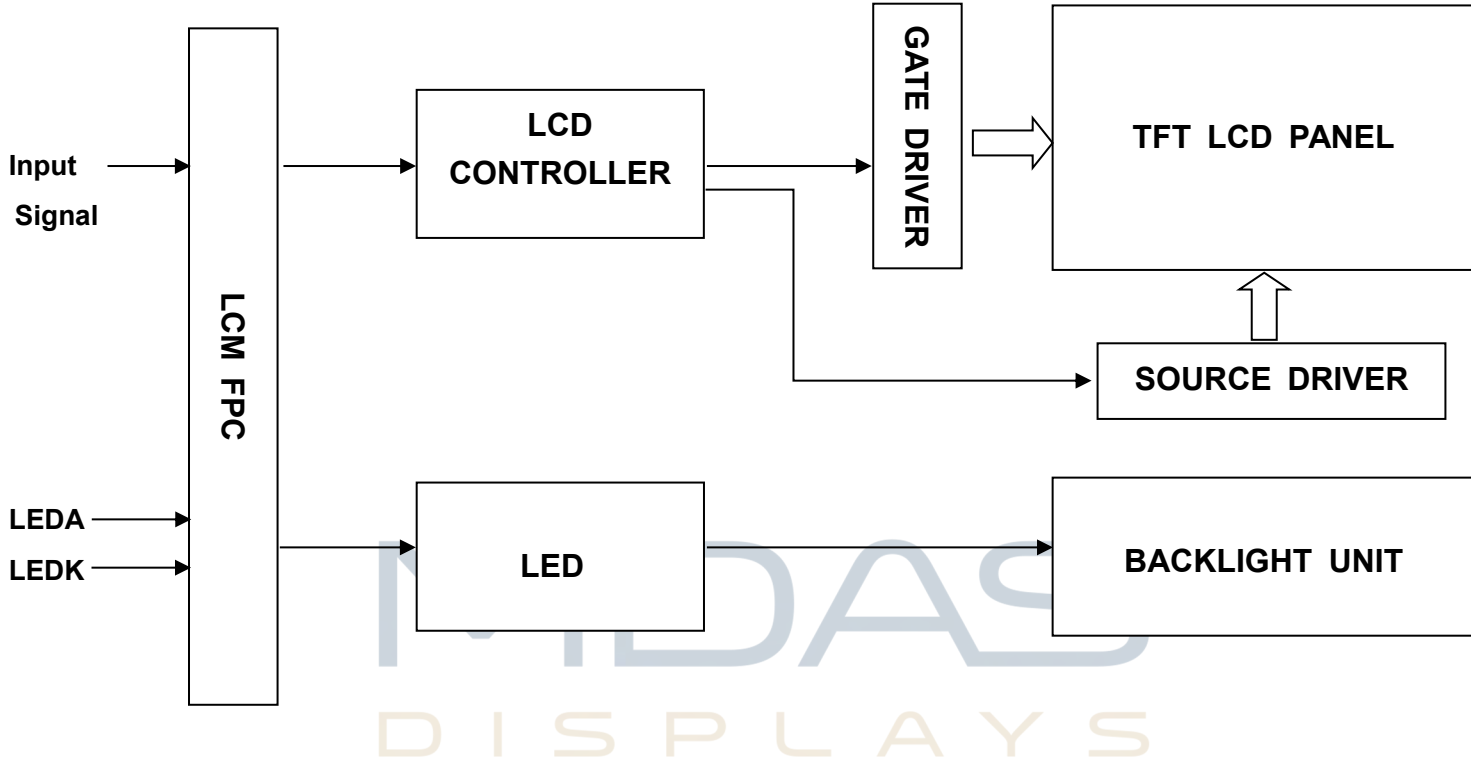 GATE DRIVER
LCD
CONTROLLER
TFT LCD PANEL
Input
Signal
LCM FPC
SOURCE DRIVER
LEDA
LEDK
LED
BACKLIGHT UNIT
MIDAS
DISPLAYS